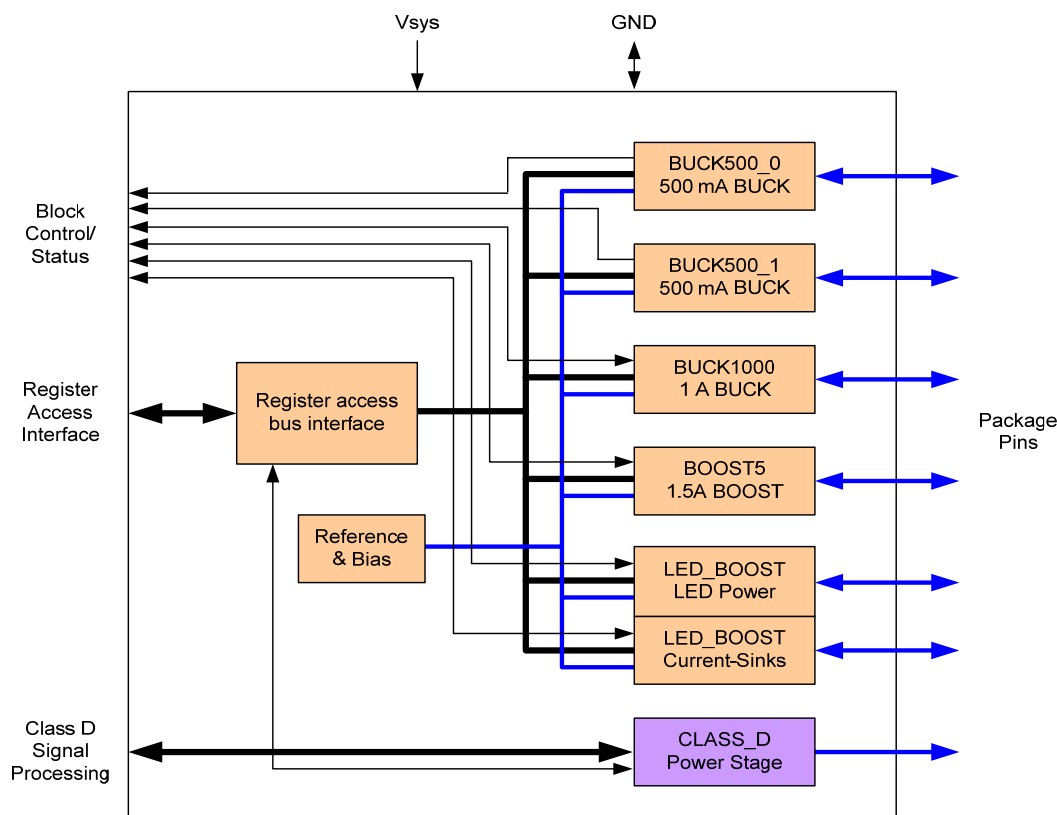 Vsys
GND
BUCK500_0
500 mA BUCK
Block
Control/
Status
BUCK500_1
500 mA BUCK
BUCK1000
1 A BUCK
Register
Access
Interface
Register access
bus interface
Package
Pins
BOOST5
1.5A BOOST
Reference
& Bias
LED_BOOST
LED Power
LED_BOOST
Current-Sinks
Class D
Signal
Processing
CLASS_D
Power Stage